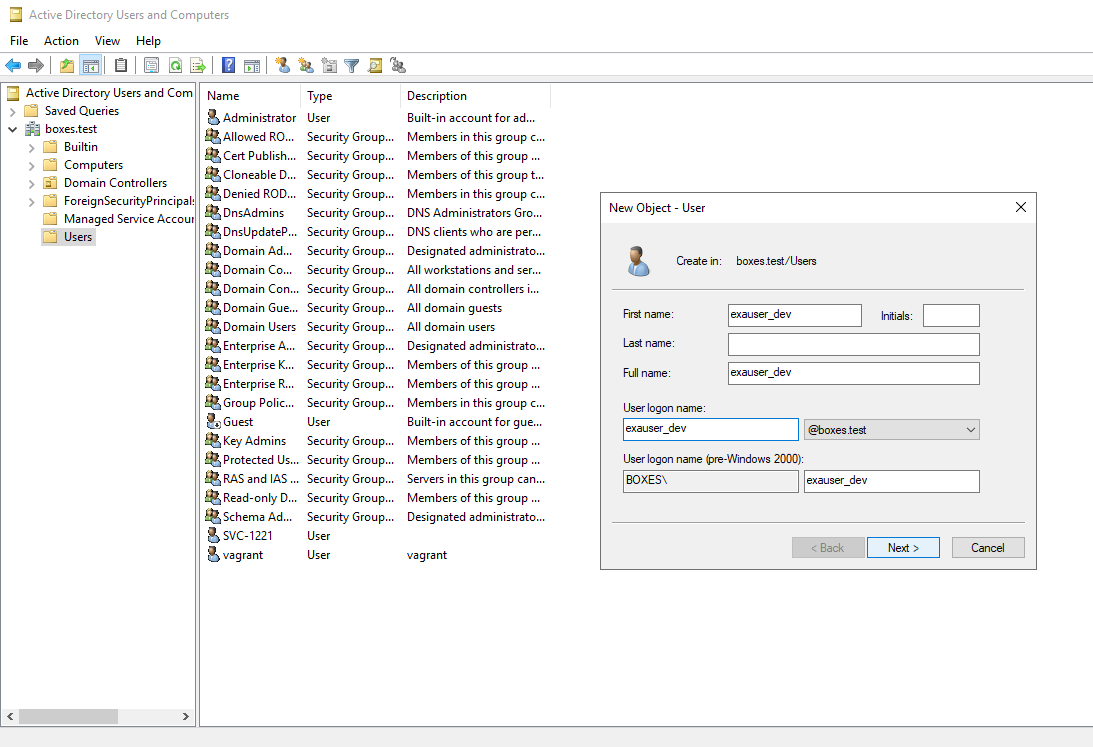 Active Directory Users and Computers
File Action View Help
Active Directory Users and Com
Saved Queries
boxes.test
Builtin
Computers
Domain Controllers
ForeignSecurityPrincipals
Managed Service Accour
Users
Name Type Description
Administrator User Built-in account for ad...
Allowed RO... Security Group... Members in this group c...
Cert Publish... Security Group... Members of this group ...
Cloneable D... Security Group... Members of this group t...
Denied ROD... Security Group... Members in this group c...
DnsAdmins Security Group... DNS Administrators Gro...
DnsUpdateP... Security Group... DNS clients who are per...
Domain Ad... Security Group... Designated administrato...
Domain Co... Security Group... All workstations and ser...
Domain Con... Security Group... All domain controllers i...
Domain Gue... Security Group... All domain guests
Domain Users Security Group... All domain users
Enterprise A... Security Group... Designated administrato...
Enterprise K... Security Group... Members of this group ...
Enterprise R... Security Group... Members of this group ...
Group Polic... Security Group... Members in this group c...
Guest User Built-in account for gue...
Key Admins Security Group... Members of this group ...
Protected Us... Security Group... Members of this group ...
RAS and IAS ... Security Group... Servers in this group can...
Read-only D... Security Group... Members of this group ...
Schema Ad... Security Group... Designated administrato...
SVC-1221 User
vagrant User vagrant
New Object - User
Create in: boxes.test/Users
First name: exauser_dev Initials:
Last name:
Full name: exauser_dev
User logon name:
exauser_dev @boxes.test
User logon name (pre-Windows 2000):
BOXES\ exauser_dev
< Back Next > Cancel